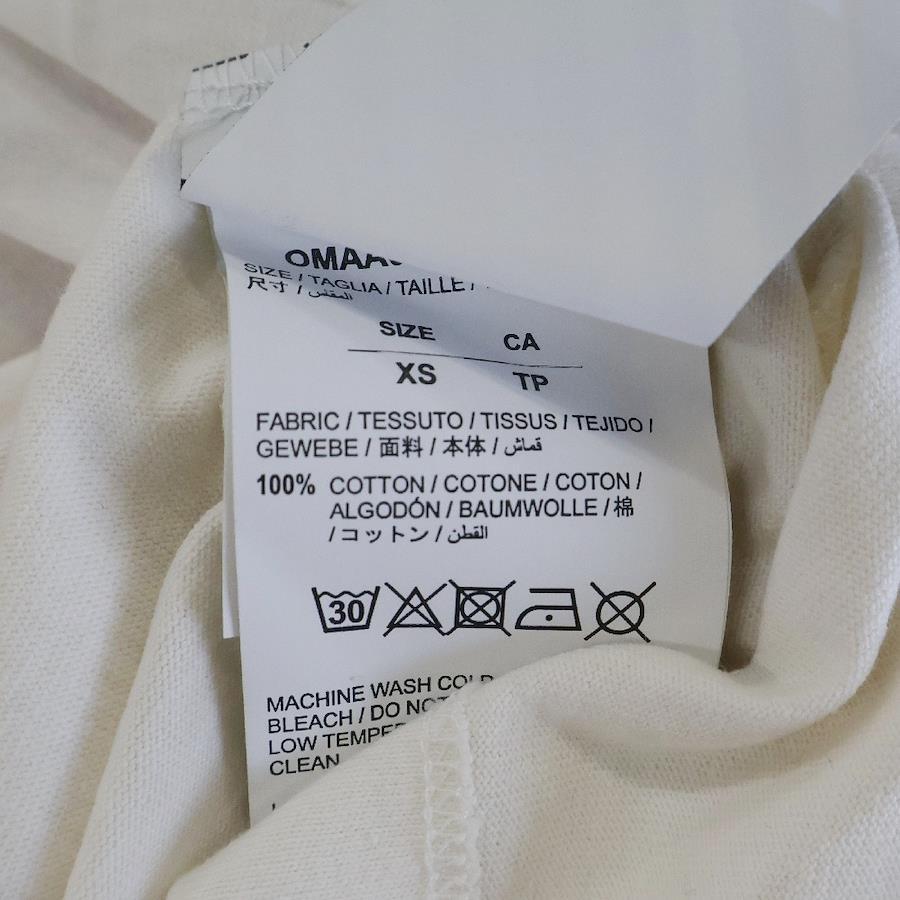 SIZE / TAGLIA / TAILLE /
尺寸 / المقاس
SIZE CA
XS TP
FABRIC / TESSUTO / TISSUS / TEJIDO /
GEWEBE / 面料 / 本体 / قماش
100% COTTON / COTONE / COTON /
ALGODÓN / BAUMWOLLE / 棉
/ コットン / القطن
30
MACHINE WASH COLD
BLEACH / DO NOT
LOW
CLEAN